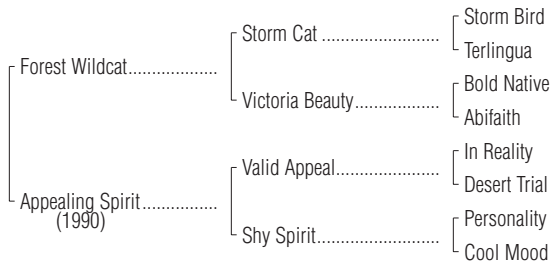 Storm Bird
Storm Cat ..............................
Terlingua
Forest Wildcat.......................
Bold Native
Victoria Beauty......................
Abifaith
In Reality
Valid Appeal..........................
Desert Trial
Appealing Spirit...................
(1990)
Personality
Shy Spirit...............................
Cool Mood